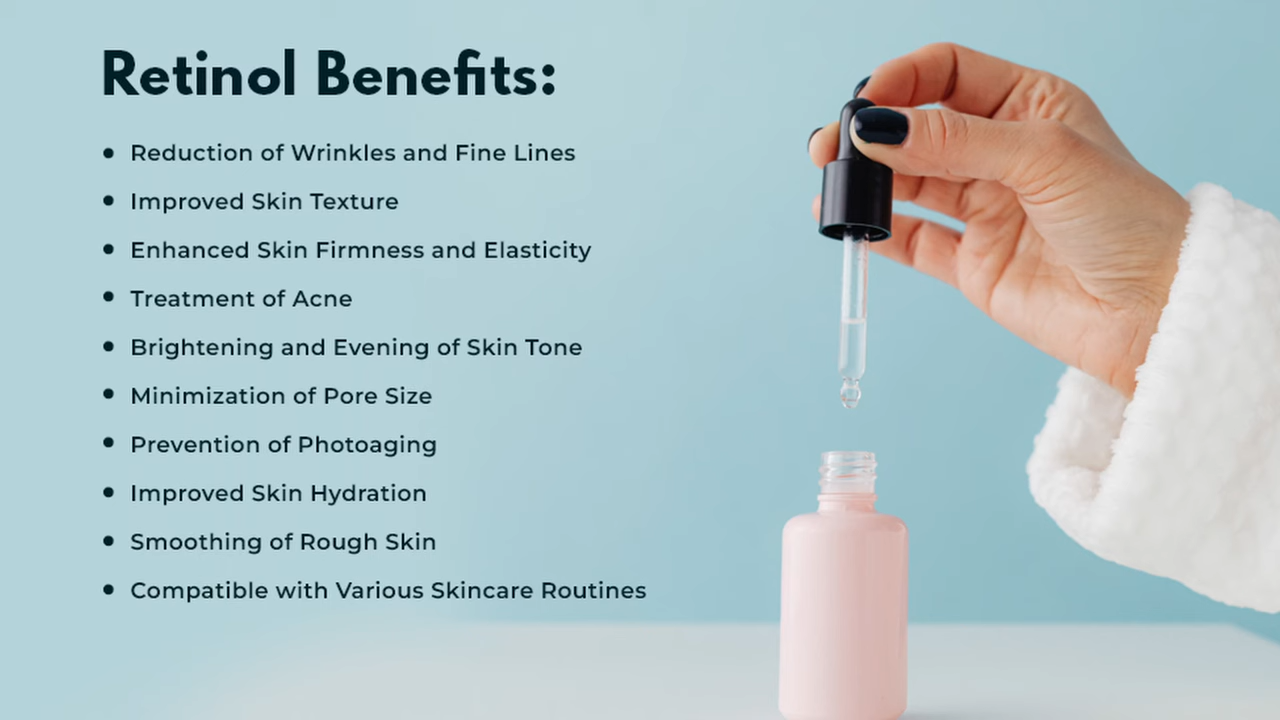 Retinol Benefits:
• Reduction of Wrinkles and Fine Lines
• Improved Skin Texture
• Enhanced Skin Firmness and Elasticity
• Treatment of Acne
• Brightening and Evening of Skin Tone
• Minimization of Pore Size
• Prevention of Photoaging
• Improved Skin Hydration
• Smoothing of Rough Skin
• Compatible with Various Skincare Routines